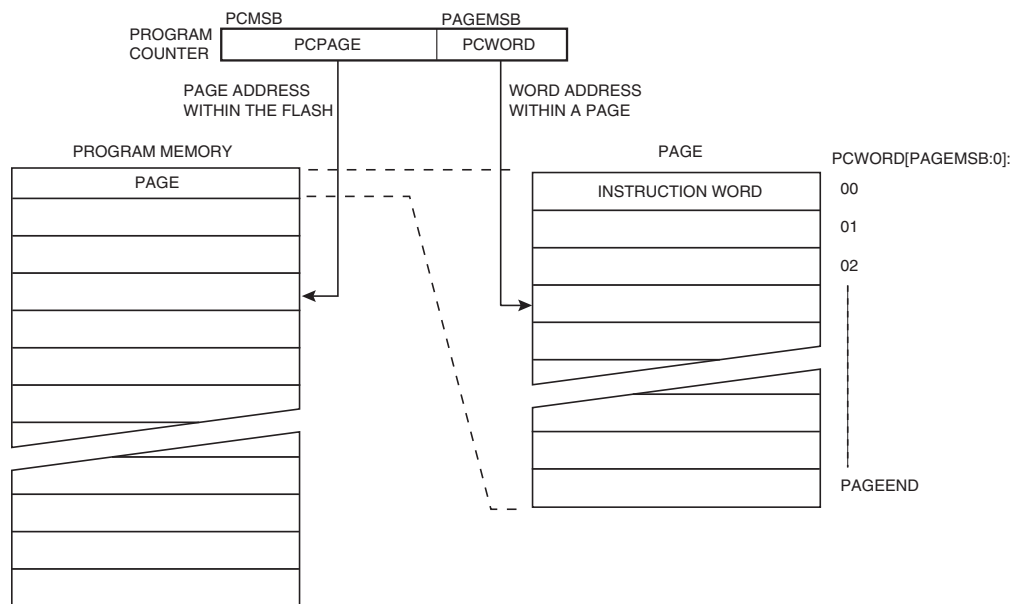 PCMSB
PAGEMSB
PROGRAM
COUNTER
PCPAGE
PCWORD
PAGE ADDRESS
WITHIN THE FLASH
WORD ADDRESS
WITHIN A PAGE
PROGRAM MEMORY
PAGE
PAGE
PCWORD[PAGEMSB:0]:
INSTRUCTION WORD
00
01
02
PAGEEND